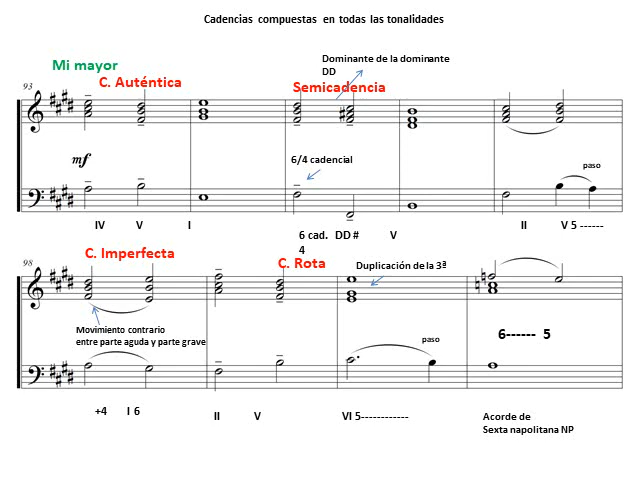 Cadencias compuestas en todas las tonalidades
Mi mayor
C. Auténtica
Dominante de la dominante
DD
Semicadencia
93
mf
6/4 cadencial
paso
IV V I
6 cad. DD # V
4
II V 5 ------
98
C. Imperfecta
C. Rota
Duplicación de la 3ª
Movimiento contrario
entre parte aguda y parte grave
paso
6------ 5
+4 I 6
II V
VI 5------------
Acorde de
Sexta napolitana NP